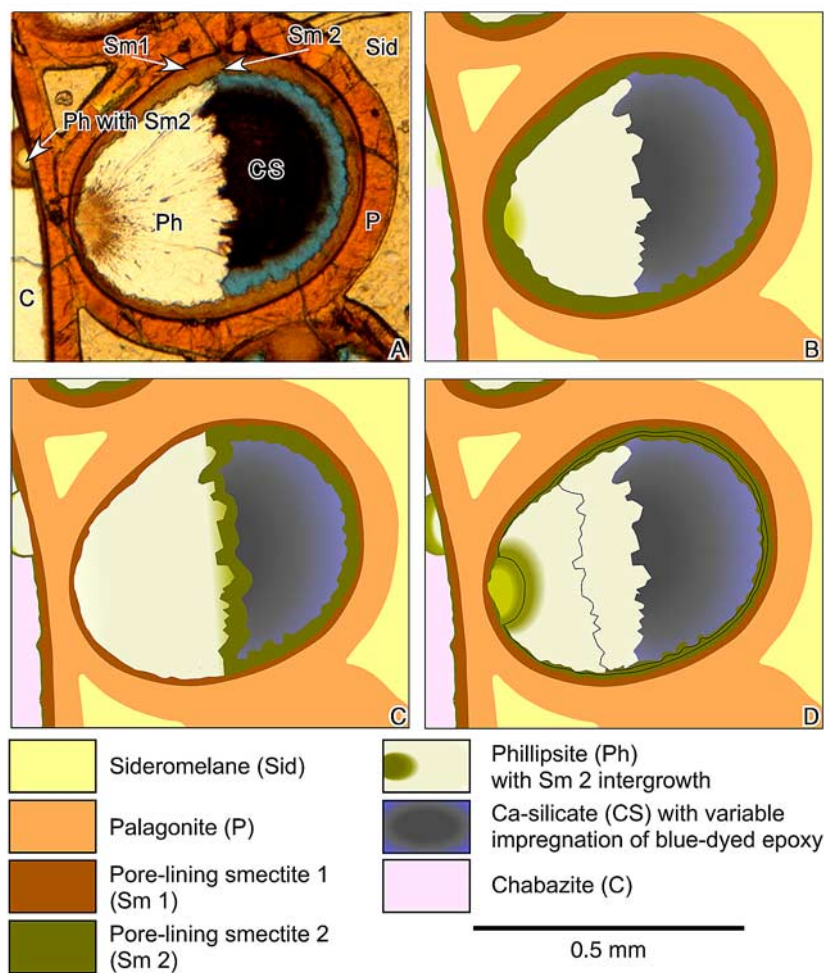 Sm1
Sm 2
Sid
Ph with Sm2
CS
Ph
P
C
A
B
C
D
Sideromelane (Sid)
Palagonite (P)
Pore-lining smectite 1
(Sm 1)
Pore-lining smectite 2
(Sm 2)
Phillipsite (Ph)
with Sm 2 intergrowth
Ca-silicate (CS) with variable
impregnation of blue-dyed epoxy
Chabazite (C)
0.5 mm